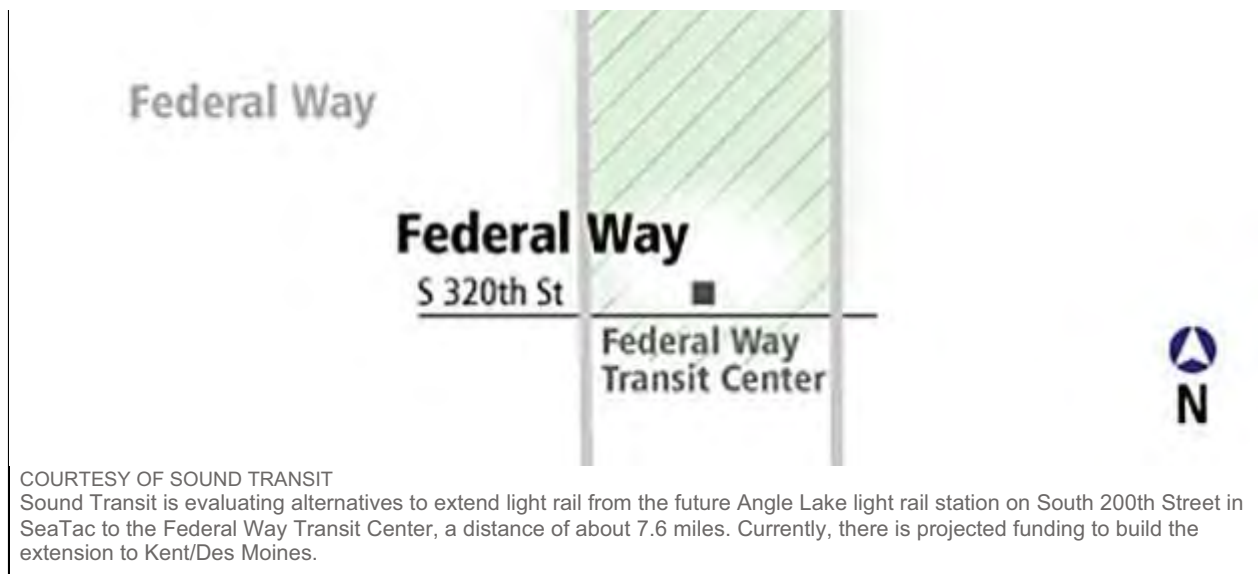 Federal Way
Federal Way
S 320th St
Federal Way
Transit Center
N
COURTESY OF SOUND TRANSIT
Sound Transit is evaluating alternatives to extend light rail from the future Angle Lake light rail station on South 200th Street in
SeaTac to the Federal Way Transit Center, a distance of about 7.6 miles. Currently, there is projected funding to build the
extension to Kent/Des Moines.